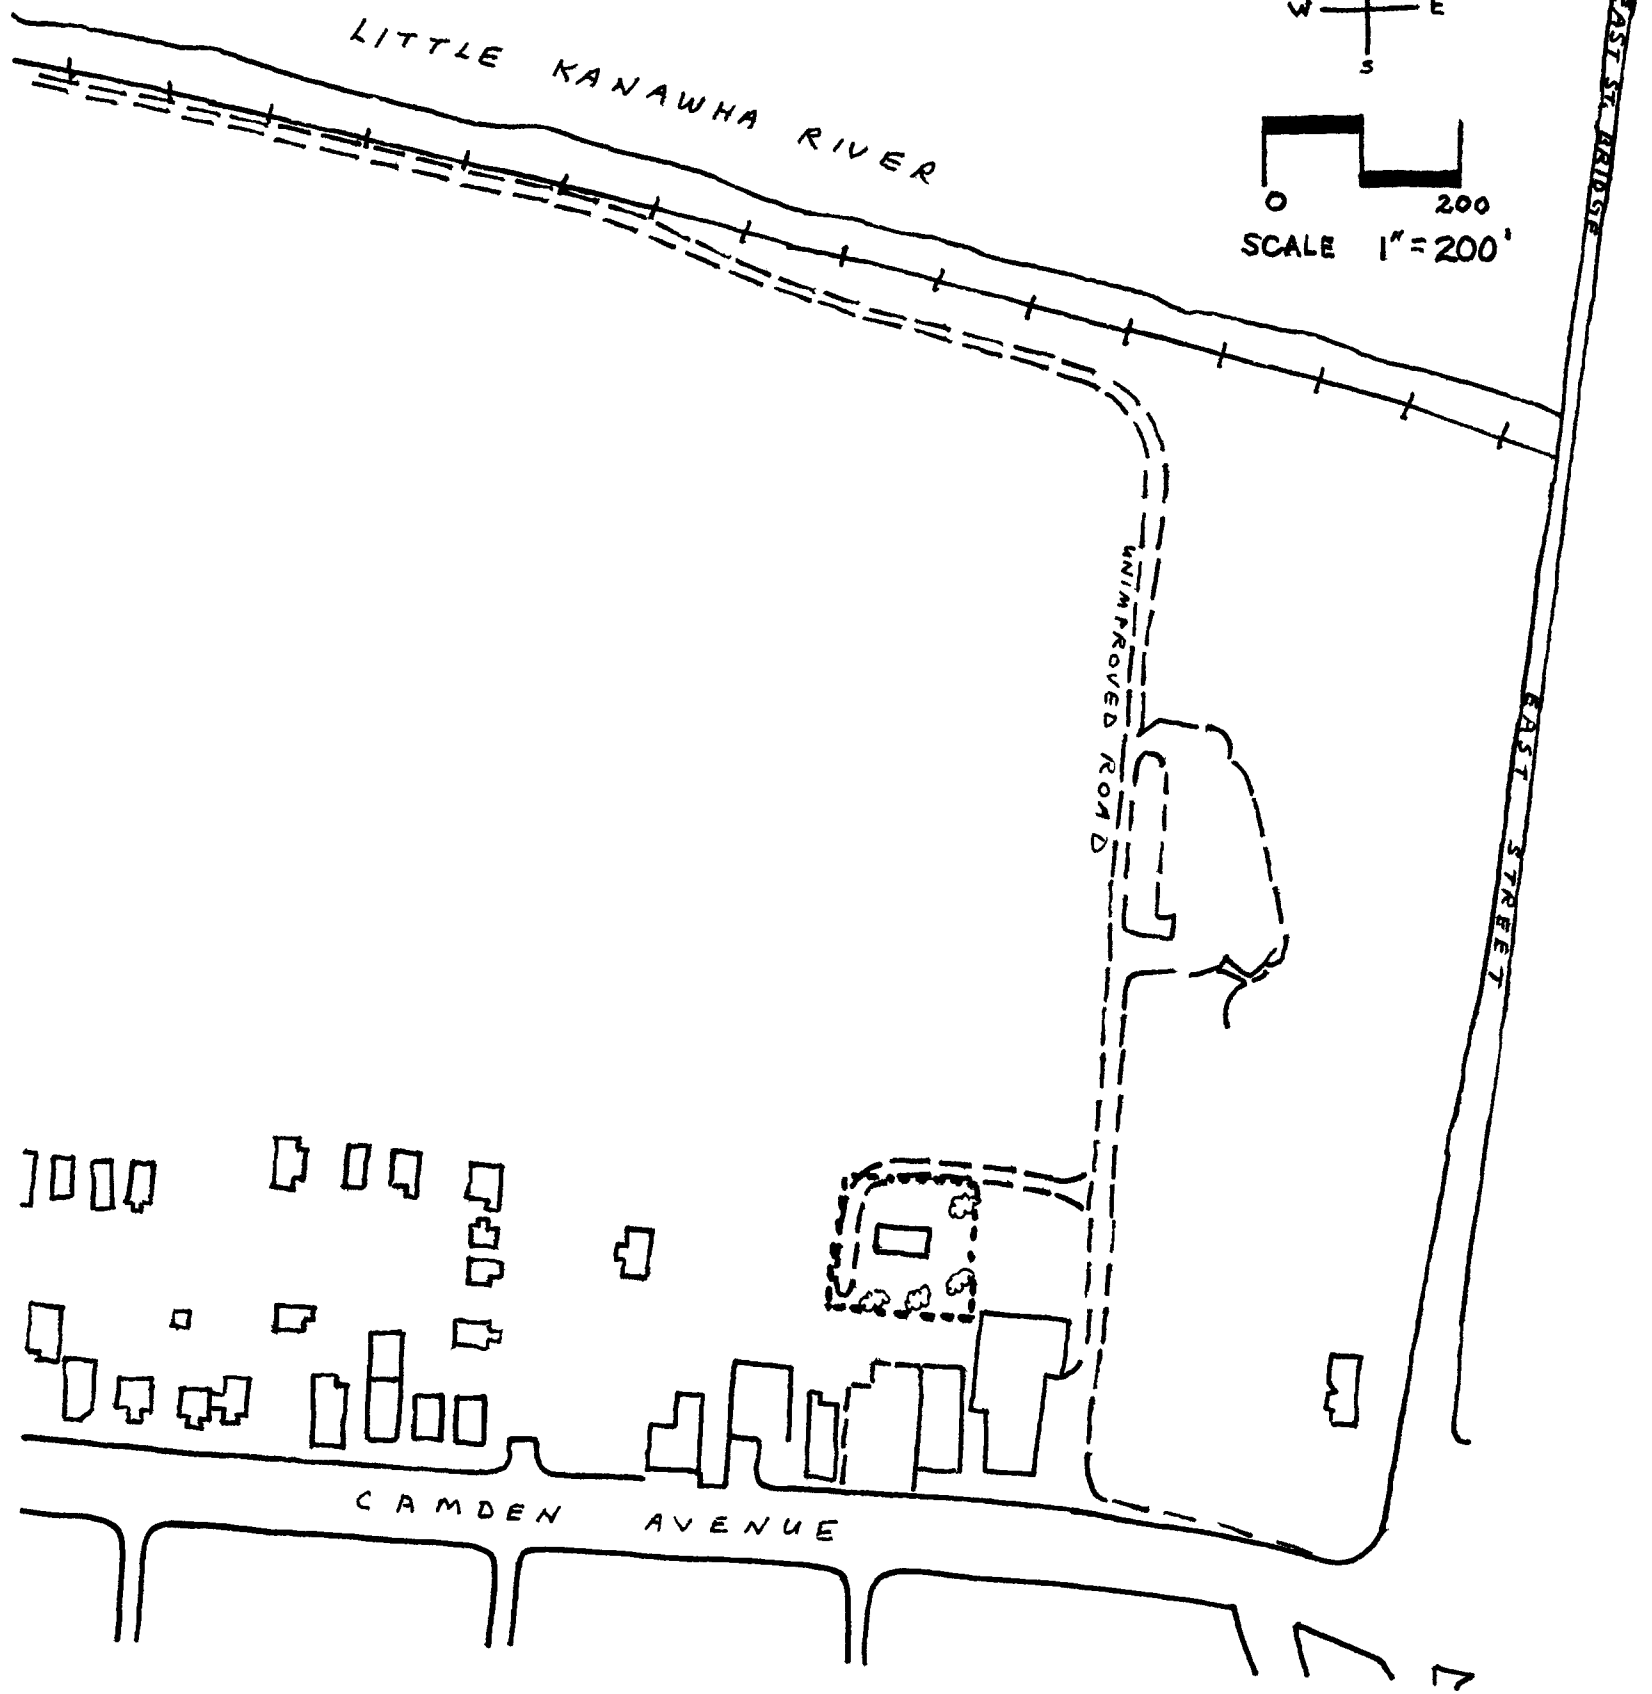 W E
S
LITTLE KANAWHA RIVER
0 200
SCALE 1" = 200'
EAST ST. BRIDGE
UNIMPROVED ROAD
EAST STREET
CAMDEN AVENUE